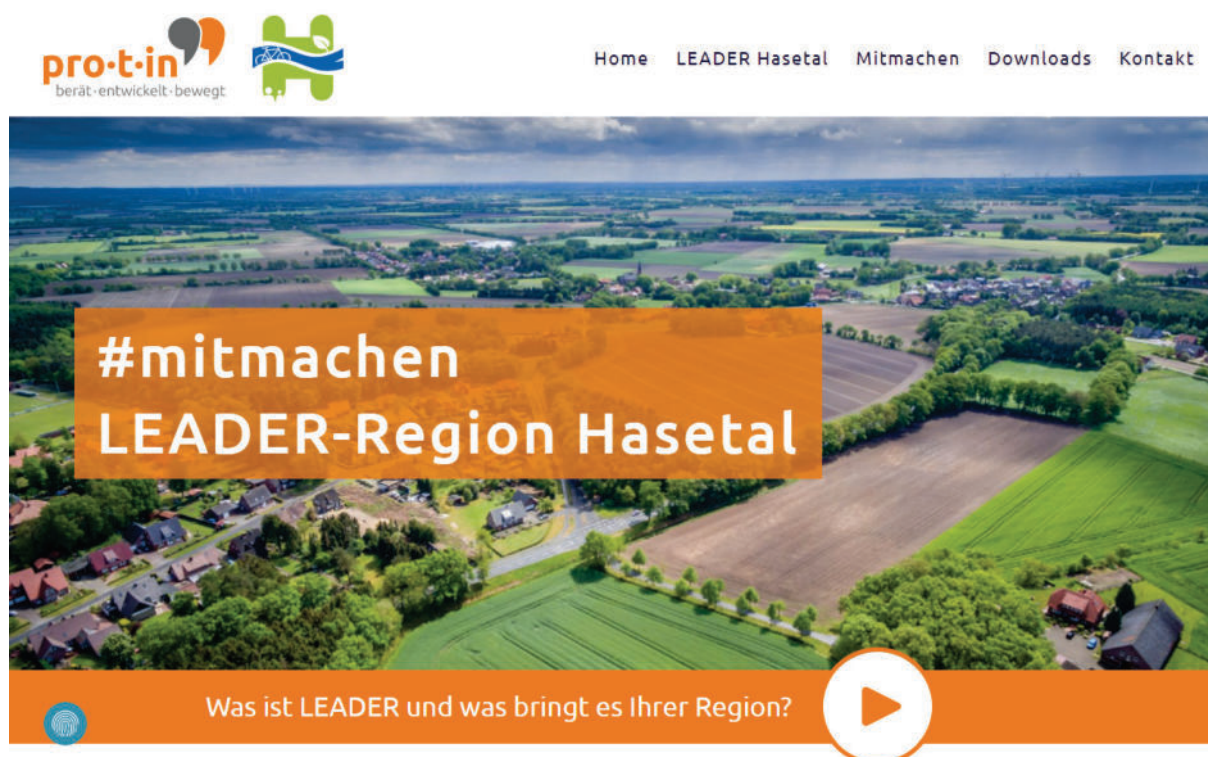 pro·t·in
berät·entwickelt·bewegt
Home LEADER Hasetal Mitmachen Downloads Kontakt
#mitmachen
LEADER-Region Hasetal
Was ist LEADER und was bringt es Ihrer Region?